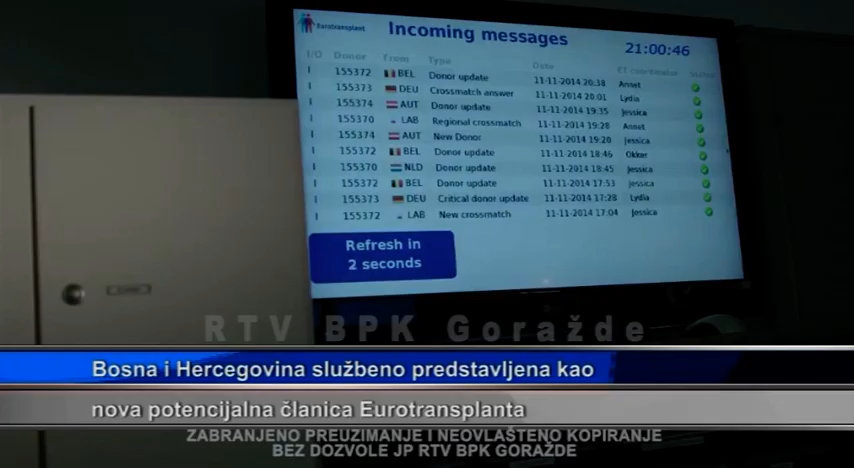 Eurotransplant
Incoming messages
21:00:46
I/O Donor From Type Date ET coordinator Status
I 155372 BEL Donor update 11-11-2014 20:38 Annet
I 155373 DEU Crossmatch answer 11-11-2014 20:01 Lydia
I 155374 AUT Donor update 11-11-2014 19:35 Jessica
I 155370 LAB Regional crossmatch 11-11-2014 19:28 Annet
I 155374 AUT New Donor 11-11-2014 19:20 Jessica
I 155372 BEL Donor update 11-11-2014 18:46 Okker
I 155370 NLD Donor update 11-11-2014 18:45 Jessica
I 155372 BEL Donor update 11-11-2014 17:53 Jessica
I 155373 DEU Critical donor update 11-11-2014 17:28 Lydia
I 155372 LAB New crossmatch 11-11-2014 17:04 Jessica
Refresh in
2 seconds
RTV BPK Goražde
Bosna i Hercegovina službeno predstavljena kao
nova potencijalna članica Eurotransplanta
ZABRANJENO PREUZIMANJE I NEOVLAŠTENO KOPIRANJE
BEZ DOZVOLE JP RTV BPK GORAŽDE